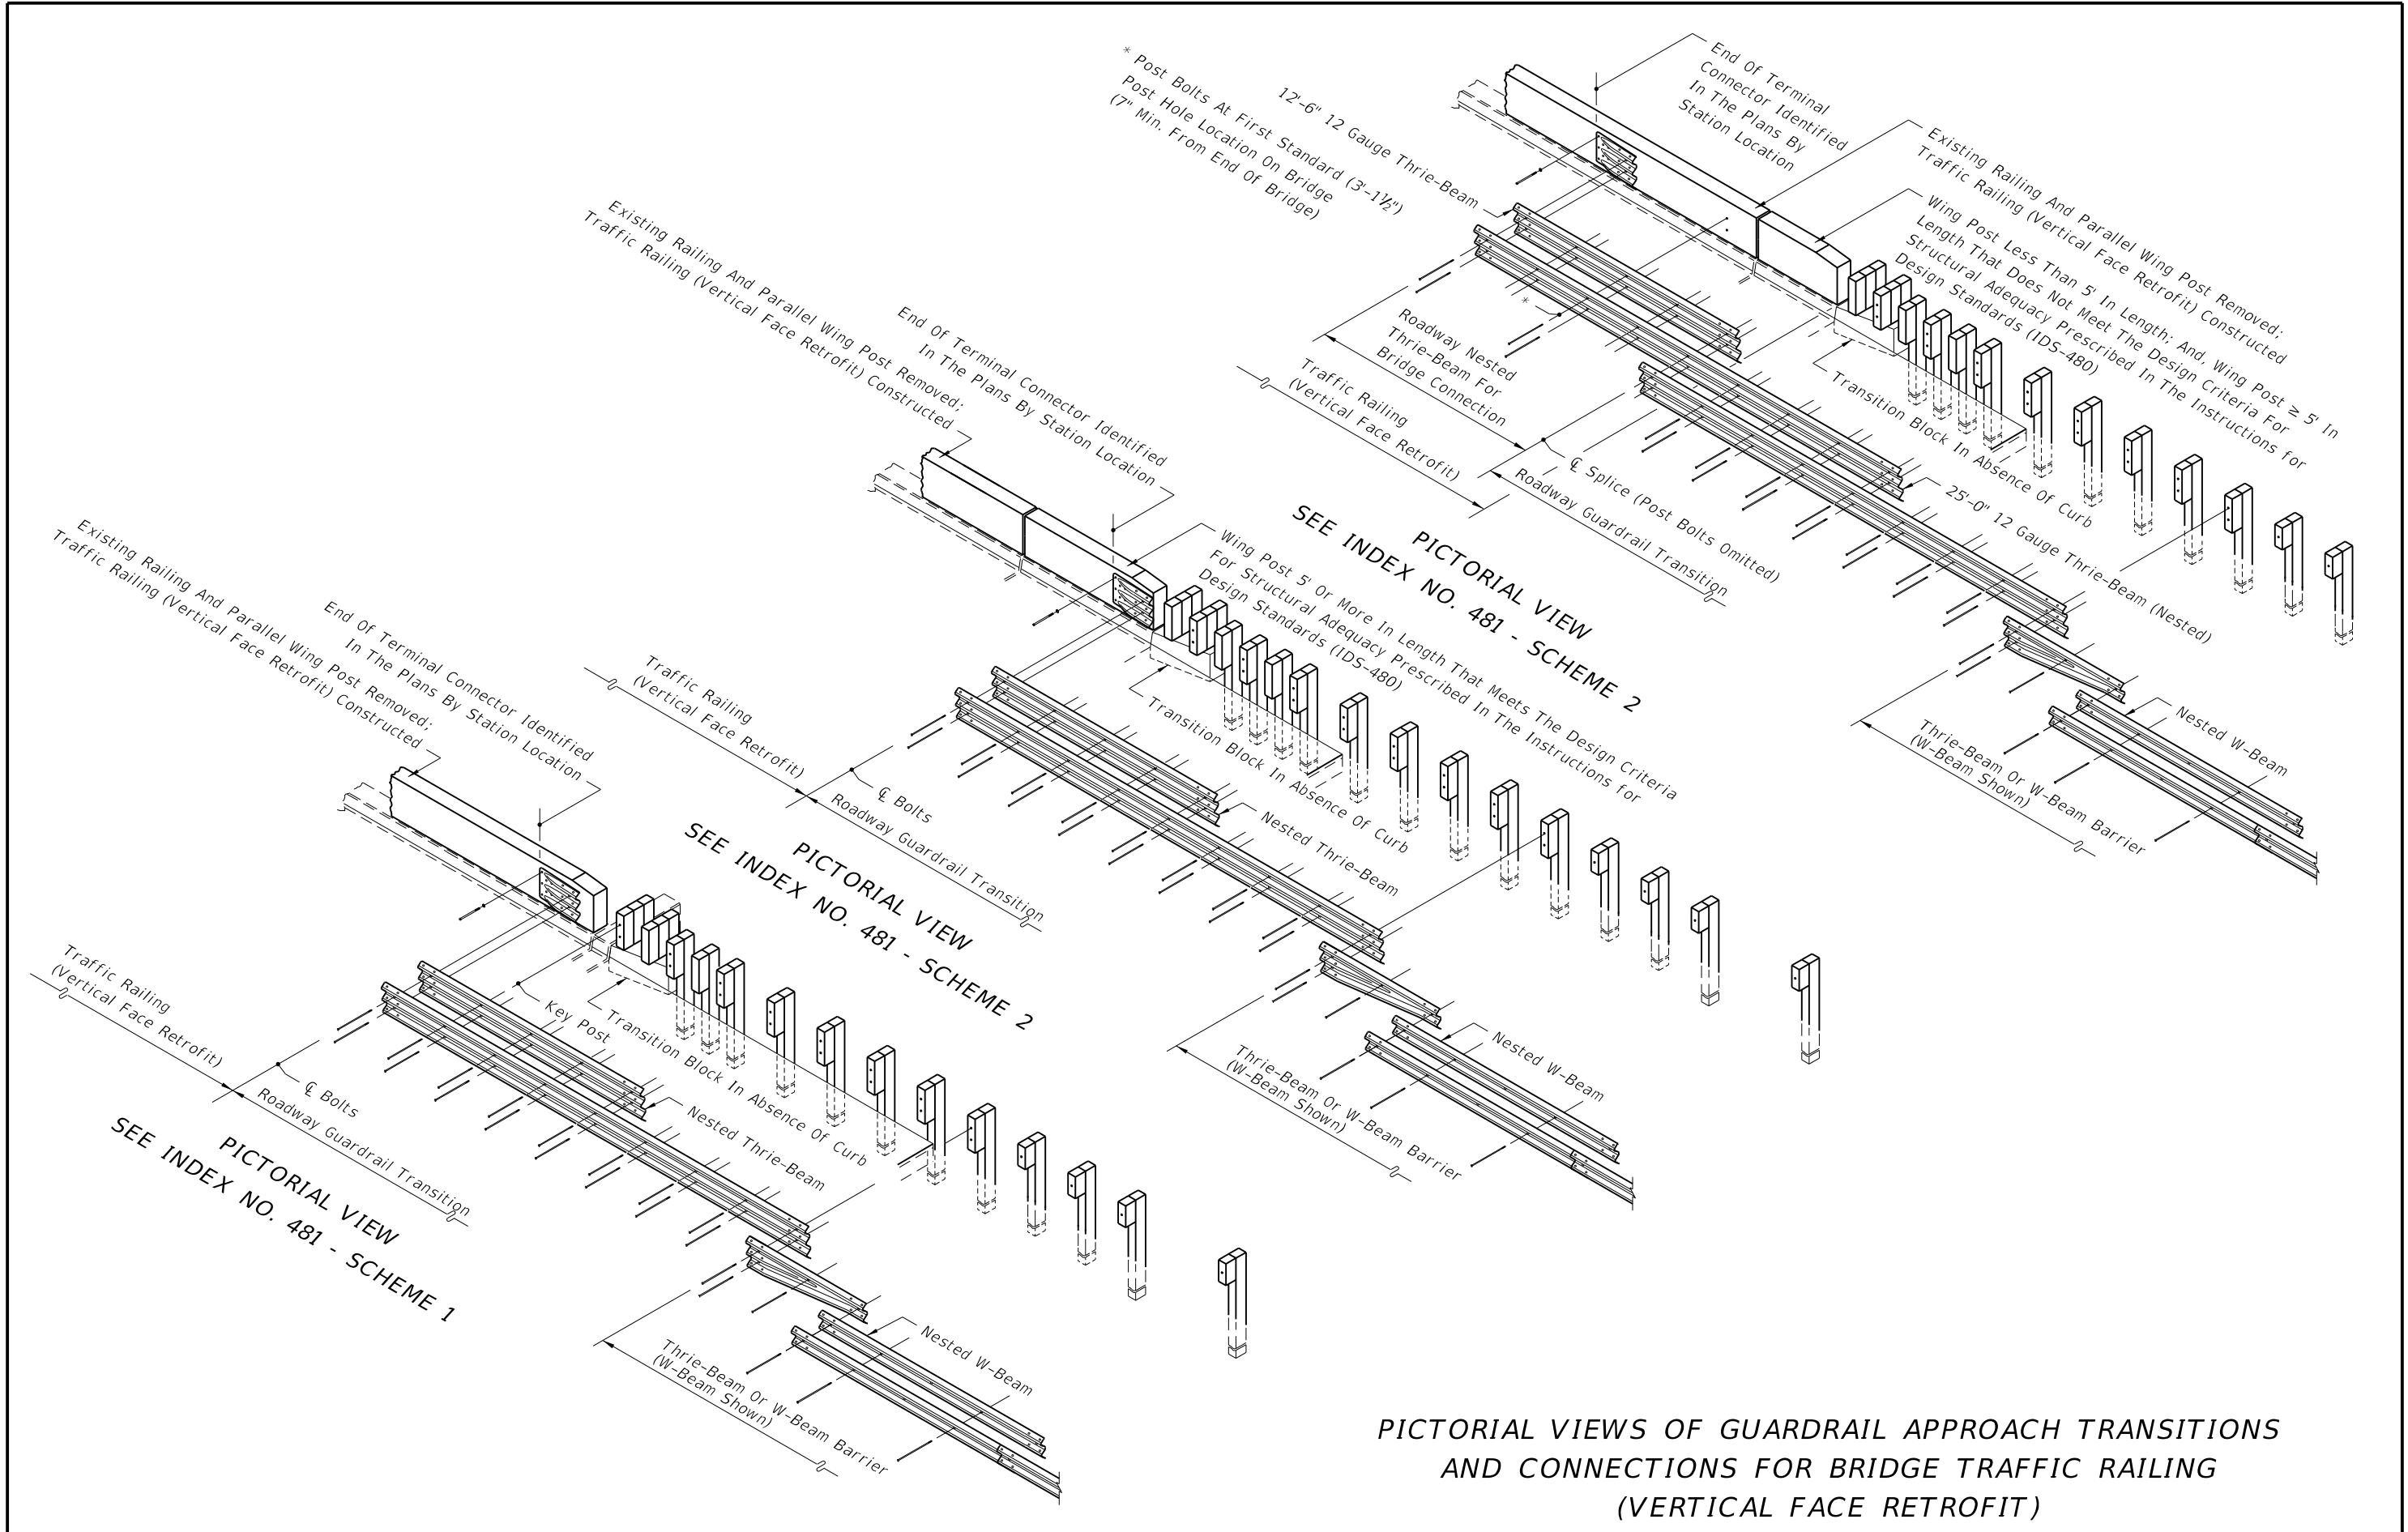 * Post Bolts At First Standard (3'-1½")
Post Hole Location On Bridge
(7" Min. From End Of Bridge)
12'-6" 12 Gauge Thrie-Beam
End Of Terminal
Connector Identified
In The Plans By
Station Location
Existing Railing And Parallel Wing Post Removed;
Traffic Railing (Vertical Face Retrofit) Constructed
Wing Post Less Than 5' In Length; And, Wing Post ≥ 5' In
Length That Does Not Meet The Design Criteria For
Structural Adequacy Prescribed In The Instructions for
Design Standards (IDS-480)
*
Roadway Nested
Thrie-Beam For
Bridge Connection
Traffic Railing
(Vertical Face Retrofit)
Transition Block In Absence Of Curb
℄ Splice (Post Bolts Omitted)
Roadway Guardrail Transition
25'-0" 12 Gauge Thrie-Beam (Nested)
PICTORIAL VIEW
SEE INDEX NO. 481 - SCHEME 2
Nested W-Beam
Thrie-Beam Or W-Beam Barrier
(W-Beam Shown)
Existing Railing And Parallel Wing Post Removed;
Traffic Railing (Vertical Face Retrofit) Constructed
End Of Terminal Connector Identified
In The Plans By Station Location
Wing Post 5' Or More In Length That Meets The Design Criteria
For Structural Adequacy Prescribed In The Instructions for
Design Standards (IDS-480)
Traffic Railing
(Vertical Face Retrofit)
Transition Block In Absence Of Curb
℄ Bolts
Roadway Guardrail Transition
Nested Thrie-Beam
PICTORIAL VIEW
SEE INDEX NO. 481 - SCHEME 2
Nested W-Beam
Thrie-Beam Or W-Beam Barrier
(W-Beam Shown)
Existing Railing And Parallel Wing Post Removed;
Traffic Railing (Vertical Face Retrofit) Constructed
End Of Terminal Connector Identified
In The Plans By Station Location
Traffic Railing
(Vertical Face Retrofit)
Key Post
Transition Block In Absence Of Curb
℄ Bolts
Roadway Guardrail Transition
Nested Thrie-Beam
PICTORIAL VIEW
SEE INDEX NO. 481 - SCHEME 1
Nested W-Beam
Thrie-Beam Or W-Beam Barrier
(W-Beam Shown)
PICTORIAL VIEWS OF GUARDRAIL APPROACH TRANSITIONS
AND CONNECTIONS FOR BRIDGE TRAFFIC RAILING
(VERTICAL FACE RETROFIT)